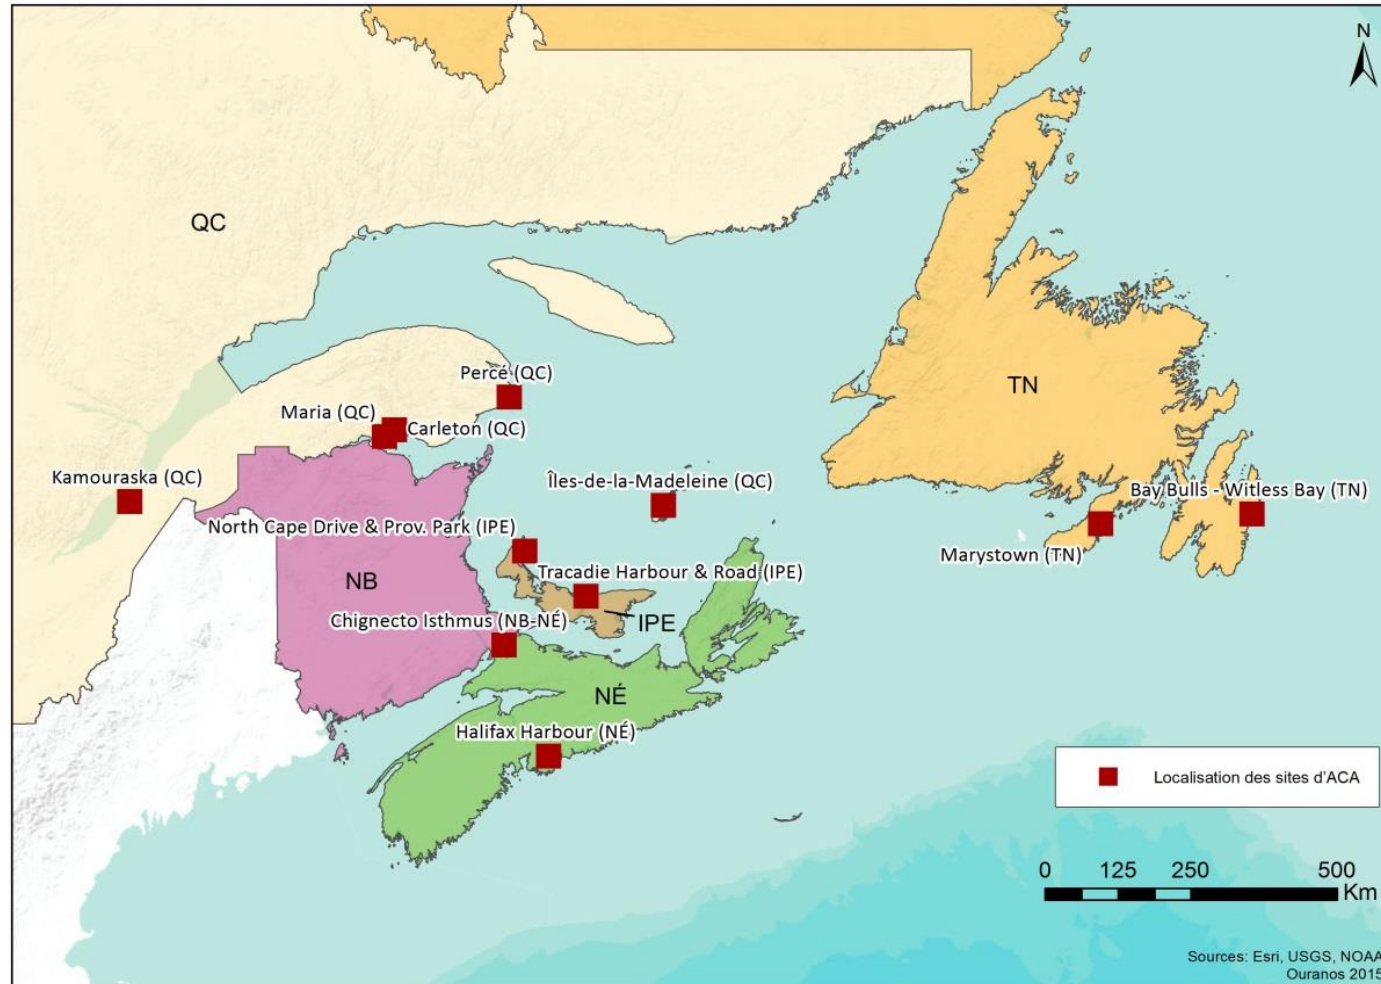 N
QC
TN
Percé (QC)
Maria (QC)
Carleton (QC)
Kamouraska (QC)
Îles-de-la-Madeleine (QC)
Bay Bulls - Witless Bay (TN)
North Cape Drive & Prov. Park (IPE)
Marystown (TN)
Tracadie Harbour & Road (IPE)
NB
Chignecto Isthmus (NB-NÉ)
IPE
NÉ
Halifax Harbour (NÉ)
Localisation des sites d'ACA
0 125 250 500
Km
Sources: Esri, USGS, NOAA
Ouranos 2015